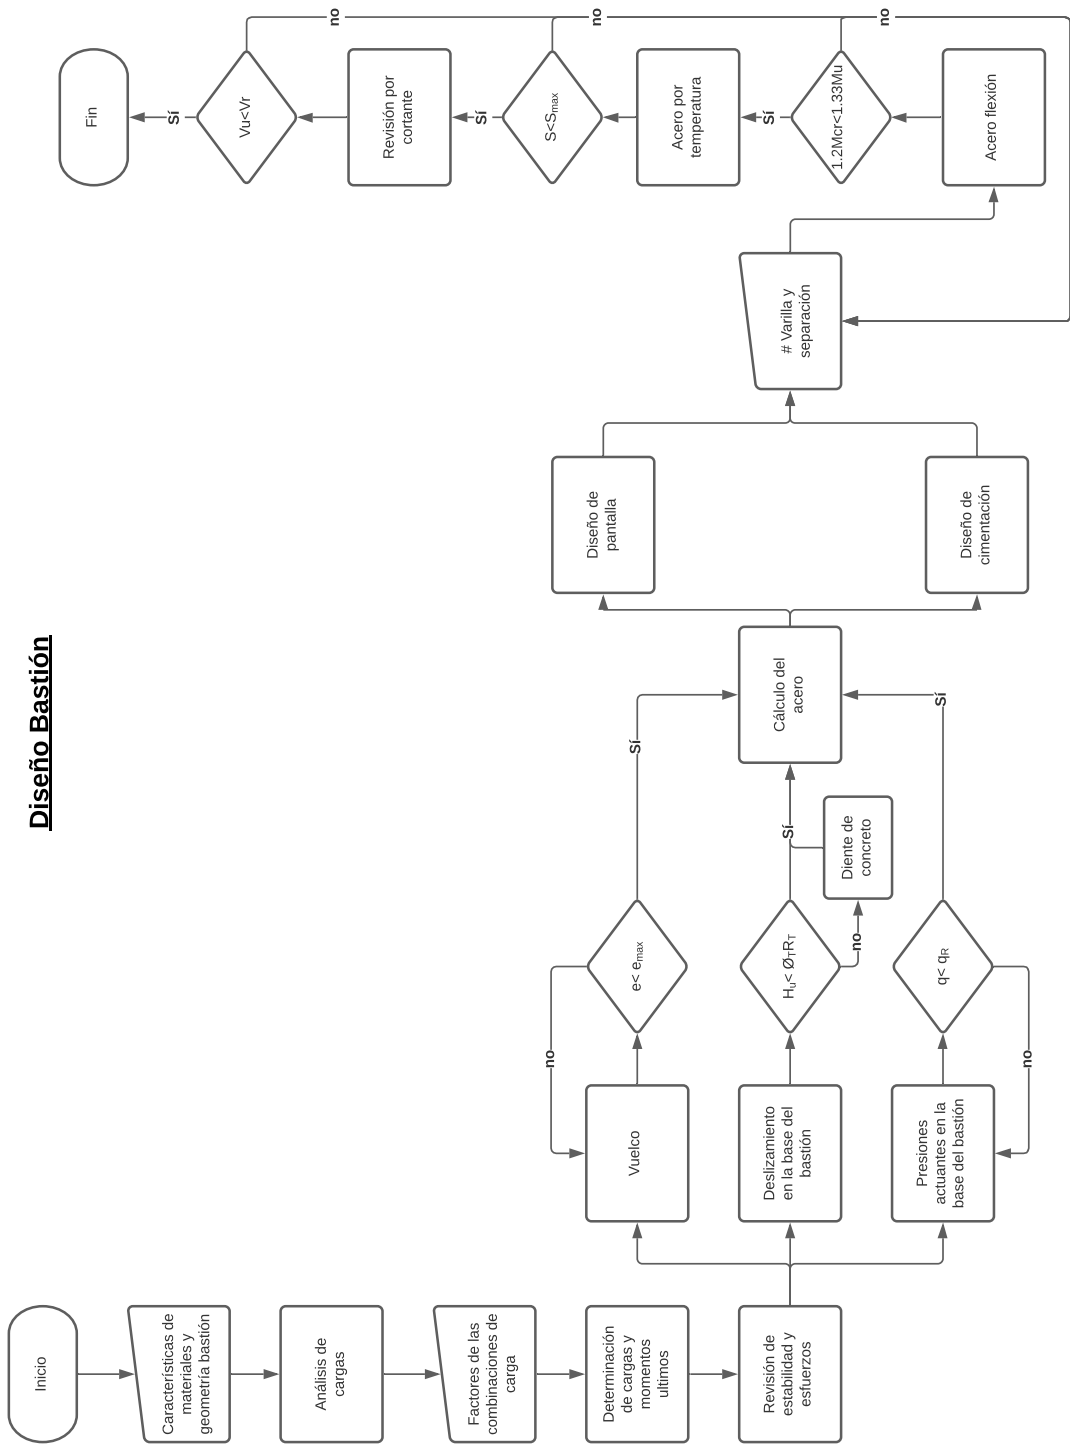 Diseño Bastión
Inicio
Características de
materiales y
geometría bastión
Análisis de
cargas
Factores de las
combinaciones de
carga
Determinación
de cargas y
momentos
ultimos
Revisión de
estabilidad y
esfuerzos
Vuelco
Deslizamiento
en la base del
bastión
Presiones
actuantes en la
base del bastión
no
no
e< emax
Hu< ØTRT
q< qR
no
Diente de
concreto
Sí
Sí
Sí
Cálculo del
acero
Diseño de
pantalla
Diseño de
cimentación
# Varilla y
separación
Acero flexión
1.2Mcr<1.33Mu
no
Sí
Acero por
temperatura
S<Smax
no
Sí
Revisión por
cortante
Vu<Vr
no
Sí
Fin